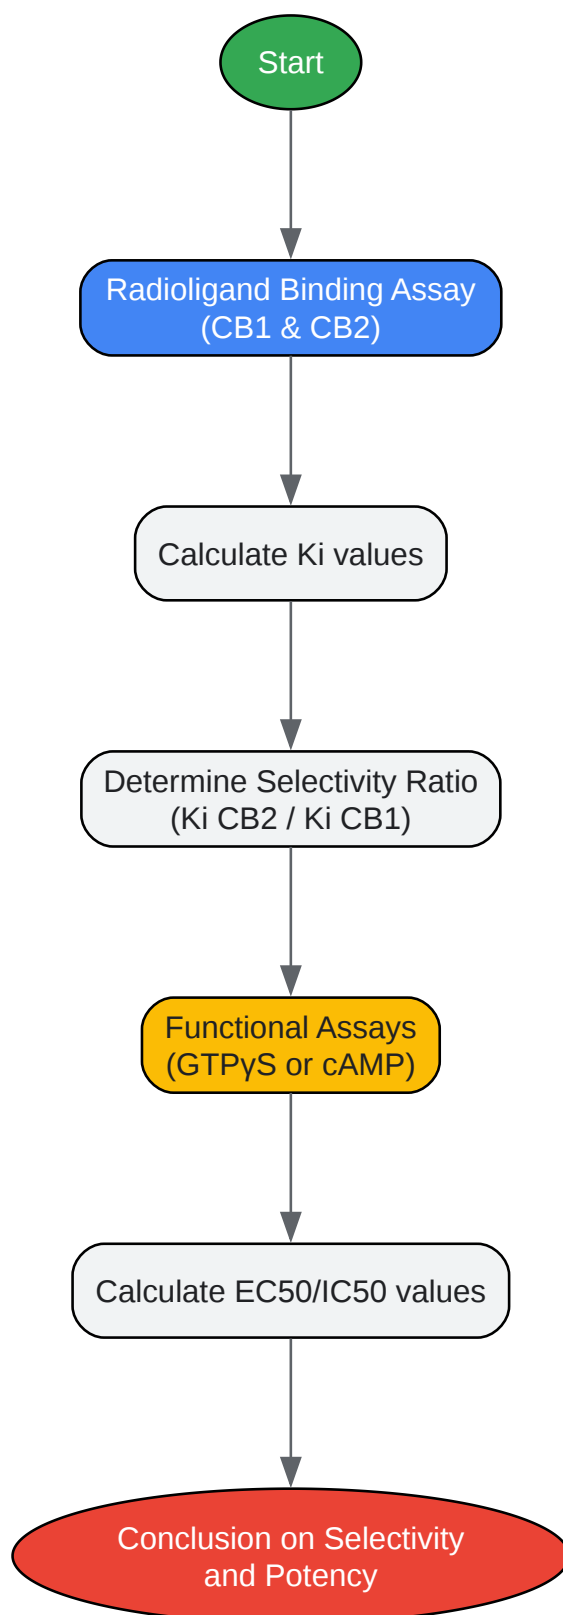 Start
Radioligand Binding Assay
(CB1 & CB2)
Calculate Ki values
Determine Selectivity Ratio
(Ki CB2 / Ki CB1)
Functional Assays
(GTPγS or cAMP)
Calculate EC50/IC50 values
Conclusion on Selectivity
and Potency